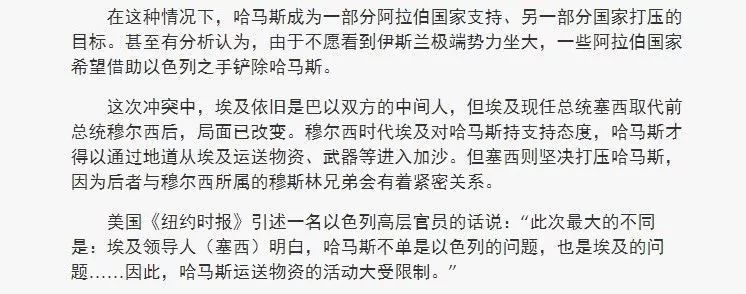 在这种情况下，哈马斯成为一部分阿拉伯国家支持、另一部分国家打压的
目标。甚至有分析认为，由于不愿看到伊斯兰极端势力坐大，一些阿拉伯国家
希望借助以色列之手铲除哈马斯。
这次冲突中，埃及依旧是巴以双方的中间人，但埃及现任总统塞西取代前
总统穆尔西后，局面已改变。穆尔西时代埃及对哈马斯持支持态度，哈马斯才
得以通过地道从埃及运送物资、武器等进入加沙。但塞西则坚决打压哈马斯，
因为后者与穆尔西所属的穆斯林兄弟会有着紧密关系。
美国《纽约时报》引述一名以色列高层官员的话说：“此次最大的不同
是：埃及领导人（塞西）明白，哈马斯不单是以色列的问题，也是埃及的问
题……因此，哈马斯运送物资的活动大受限制。”